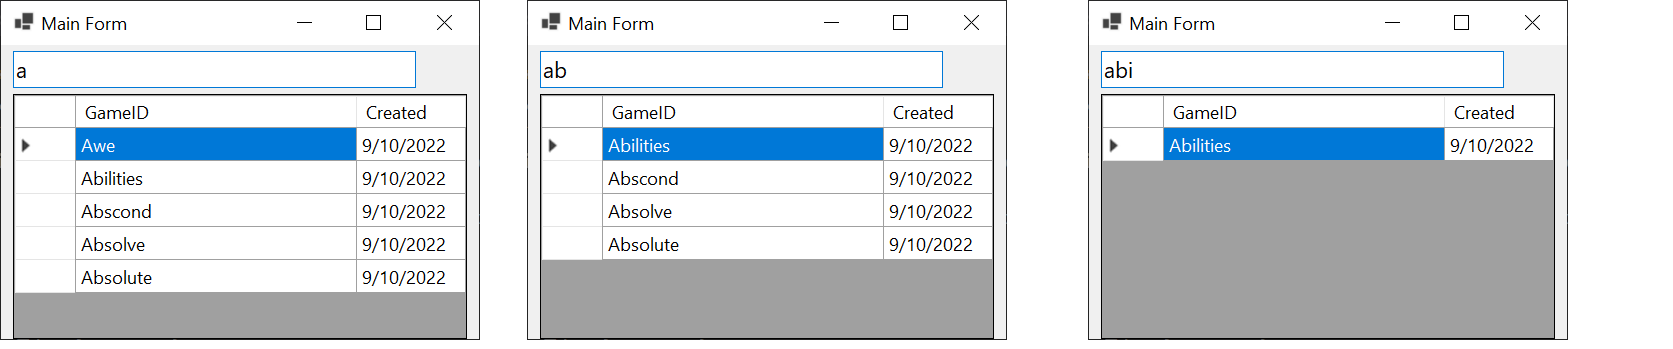 Main Form
a
GameID Created
Awe 9/10/2022
Abilities 9/10/2022
Abscond 9/10/2022
Absolve 9/10/2022
Absolute 9/10/2022
Main Form
ab
GameID Created
Abilities 9/10/2022
Abscond 9/10/2022
Absolve 9/10/2022
Absolute 9/10/2022
Main Form
abi
GameID Created
Abilities 9/10/2022